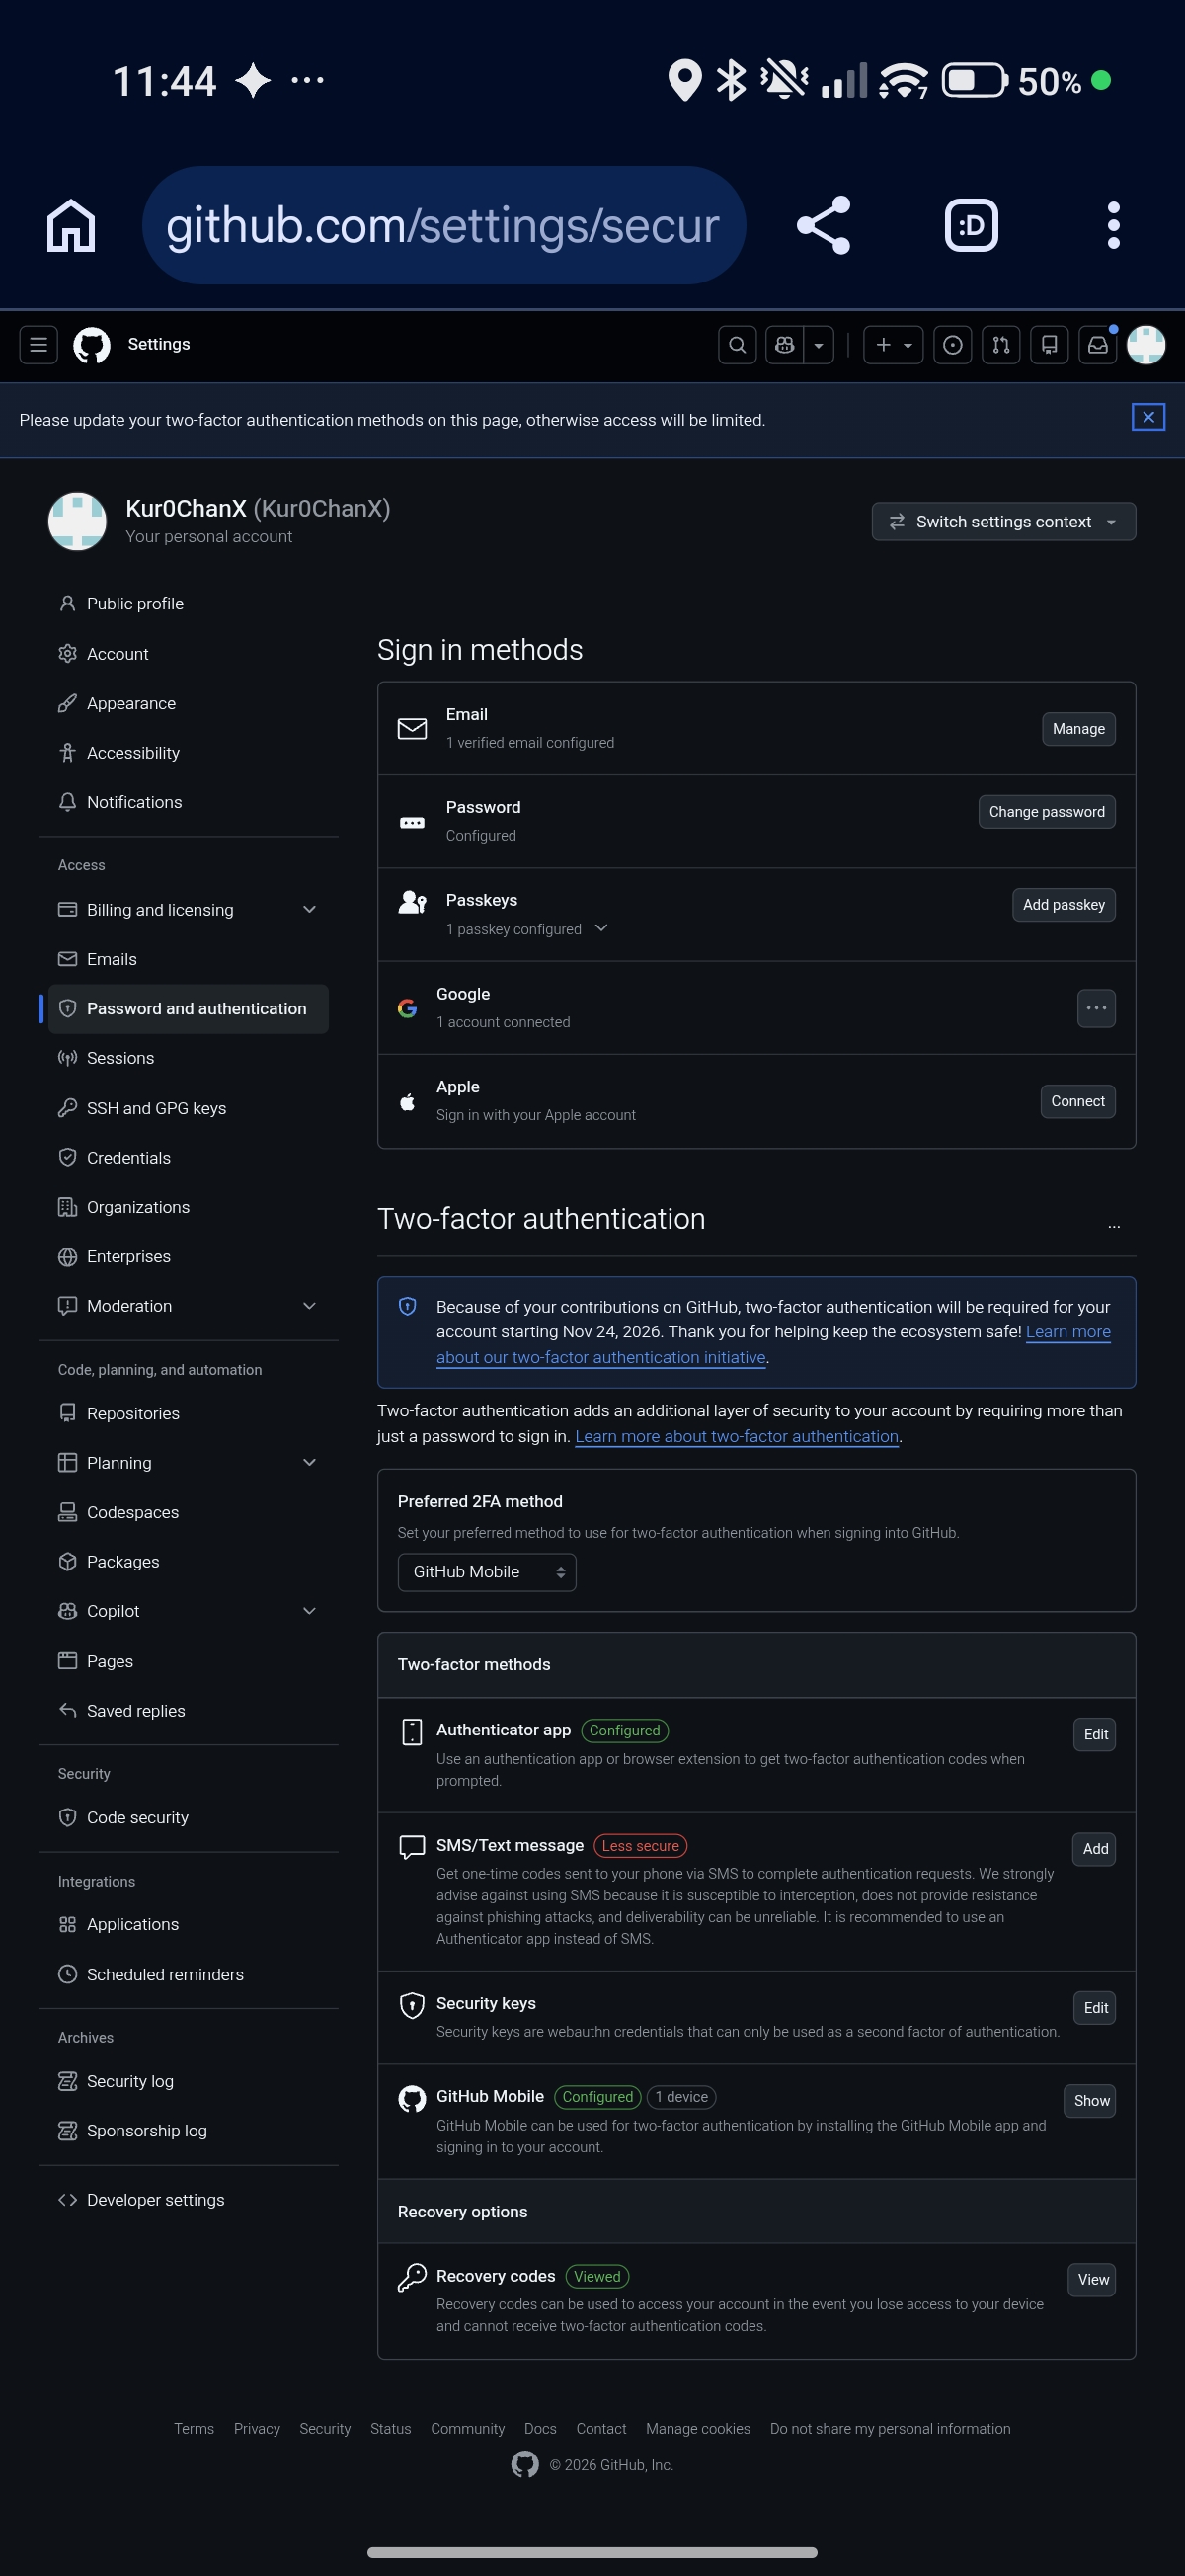 11:44
50%
github.com/settings/secur
:D
Settings
Please update your two-factor authentication methods on this page, otherwise access will be limited.
Kur0ChanX (Kur0ChanX)
Your personal account
Switch settings context
Public profile
Account
Appearance
Accessibility
Notifications
Access
Billing and licensing
Emails
Password and authentication
Sessions
SSH and GPG keys
Credentials
Organizations
Enterprises
Moderation
Code, planning, and automation
Repositories
Planning
Codespaces
Packages
Copilot
Pages
Saved replies
Security
Code security
Integrations
Applications
Scheduled reminders
Archives
Security log
Sponsorship log
Developer settings
Sign in methods
Email
1 verified email configured
Manage
Password
Configured
Change password
Passkeys
1 passkey configured
Add passkey
Google
1 account connected
Apple
Sign in with your Apple account
Connect
Two-factor authentication
...
Because of your contributions on GitHub, two-factor authentication will be required for your
account starting Nov 24, 2026. Thank you for helping keep the ecosystem safe! Learn more
about our two-factor authentication initiative.
Two-factor authentication adds an additional layer of security to your account by requiring more than
just a password to sign in. Learn more about two-factor authentication.
Preferred 2FA method
Set your preferred method to use for two-factor authentication when signing into GitHub.
GitHub Mobile
Two-factor methods
Authenticator app Configured
Edit
Use an authentication app or browser extension to get two-factor authentication codes when
prompted.
SMS/Text message Less secure
Add
Get one-time codes sent to your phone via SMS to complete authentication requests. We strongly
advise against using SMS because it is susceptible to interception, does not provide resistance
against phishing attacks, and deliverability can be unreliable. It is recommended to use an
Authenticator app instead of SMS.
Security keys
Edit
Security keys are webauthn credentials that can only be used as a second factor of authentication.
GitHub Mobile Configured 1 device
Show
GitHub Mobile can be used for two-factor authentication by installing the GitHub Mobile app and
signing in to your account.
Recovery options
Recovery codes Viewed
View
Recovery codes can be used to access your account in the event you lose access to your device
and cannot receive two-factor authentication codes.
Terms Privacy Security Status Community Docs Contact Manage cookies Do not share my personal information
© 2026 GitHub, Inc.